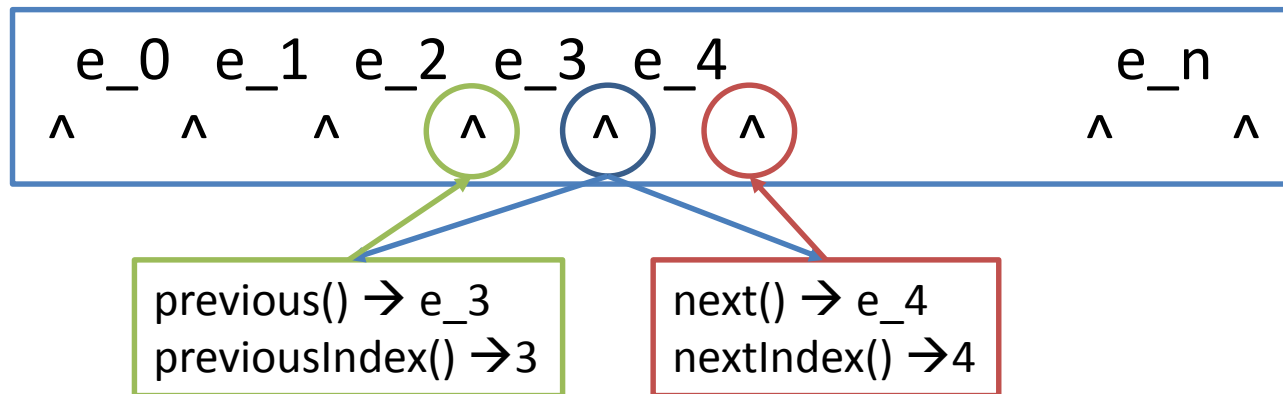 e_0 e_1 e_2 e_3 e_4 e_n
^ ^ ^ ^ ^ ^ ^ ^
previous() → e_3
previousIndex() →3
next() → e_4
nextIndex() →4